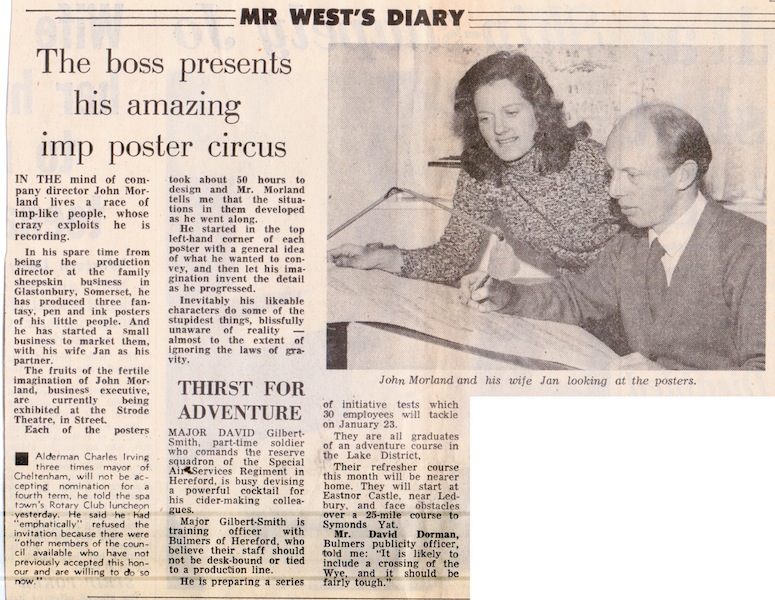 MR WEST'S DIARY
The boss presents
his amazing
imp poster circus
IN THE mind of com-
pany director John Mor-
land lives a race of
imp-like people, whose
crazy exploits he is
recording.
In his spare time from
being the production
director at the family
sheepskin business in
Glastonbury, Somerset, he
has produced three fan-
tasy, pen and ink posters
of his little people. And
he has started a small
business to market them,
with his wife Jan as his
partner.
The fruits of the fertile
imagination of John Mor-
land, business executive,
are currently being
exhibited at the Strode
Theatre, in Street.
Each of the posters
took about 50 hours to
design and Mr. Morland
tells me that the situa-
tions in them developed
as he went along.
He started in the top
left-hand corner of each
poster with a general idea
of what he wanted to con-
vey, and then let his ima-
gination invent the detail
as he progressed.
Inevitably his likeable
characters do some of the
stupidest things, blissfully
unaware of reality —
almost to the extent of
ignoring the laws of gra-
vity.
John Morland and his wife Jan looking at the posters.
■ Alderman Charles Irving
three times mayor of
Cheltenham, will not be ac-
cepting nomination for a
fourth term, he told the spa
town's Rotary Club luncheon
yesterday. He said he had
"emphatically" refused the
invitation because there were
"other members of the coun-
cil available who have not
previously accepted this hon-
our and are willing to do so
now."
THIRST FOR
ADVENTURE
MAJOR DAVID Gilbert-
Smith, part-time soldier
who comands the reserve
squadron of the Special
Air Services Regiment in
Hereford, is busy devising
a powerful cocktail for
his cider-making collea-
gues.
Major Gilbert-Smith is
training officer with
Bulmers of Hereford, who
believe their staff should
not be desk-bound or tied
to a production line.
He is preparing a series
of initiative tests which
30 employees will tackle
on January 23.
They are all graduates
of an adventure course in
the Lake District,
Their refresher course
this month will be nearer
home. They will start at
Eastnor Castle, near Led-
bury, and face obstacles
over a 25-mile course to
Symonds Yat.
Mr. David Dorman,
Bulmers publicity officer,
told me: "It is likely to
include a crossing of the
Wye, and it should be
fairly tough."